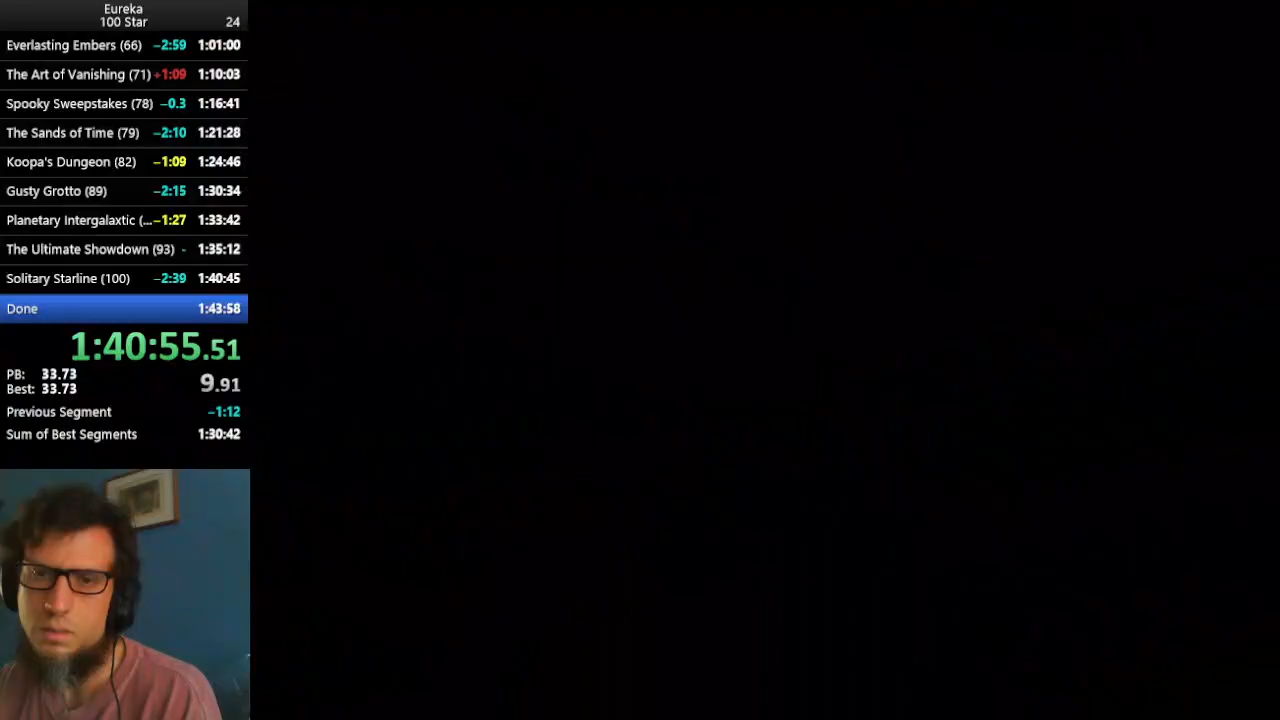 Eureka
100 Star 24
Everlasting Embers (66) −2:59 1:01:00
The Art of Vanishing (71) +1:09 1:10:03
Spooky Sweepstakes (78) −0.3 1:16:41
The Sands of Time (79) −2:10 1:21:28
Koopa's Dungeon (82) −1:09 1:24:46
Gusty Grotto (89) −2:15 1:30:34
Planetary Intergalaxtic (... −1:27 1:33:42
The Ultimate Showdown (93) - 1:35:12
Solitary Starline (100) −2:39 1:40:45
Done 1:43:58
1:40:55.51
PB: 33.73
Best: 33.73
9.91
Previous Segment −1:12
Sum of Best Segments 1:30:42